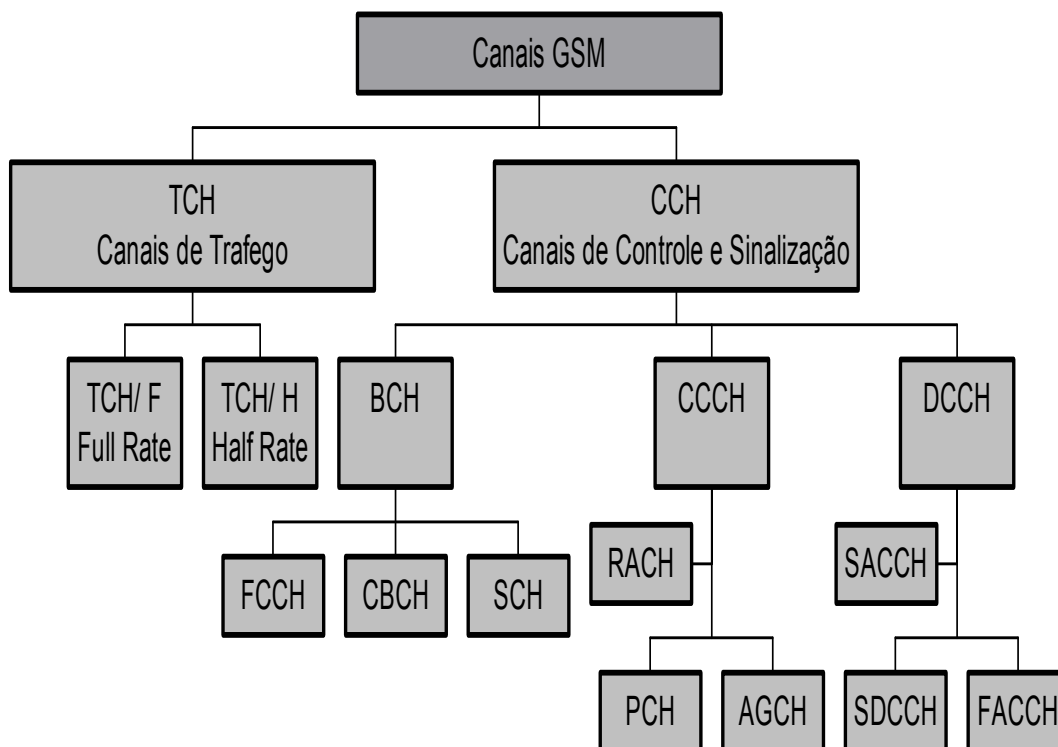 Canais GSM
TCH
Canais de Trafego
CCH
Canais de Controle e Sinalização
TCH/ F
Full Rate
TCH/ H
Half Rate
BCH
CCCH
DCCH
FCCH
CBCH
SCH
RACH
SACCH
PCH
AGCH
SDCCH
FACCH